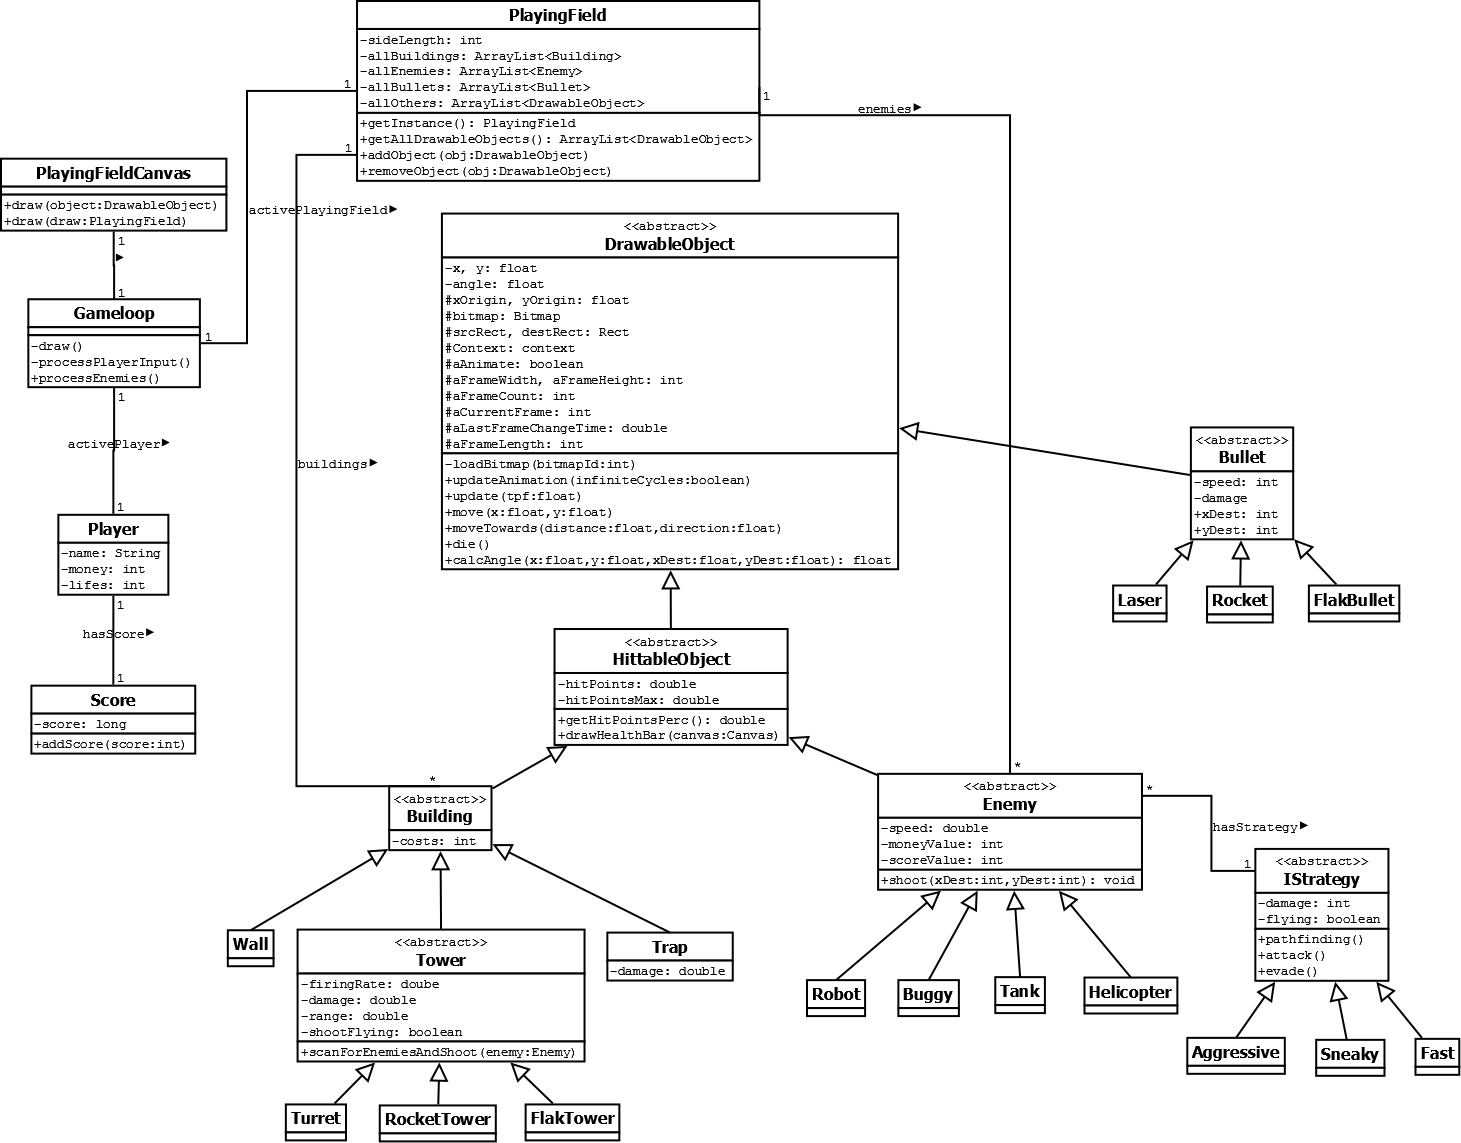 PlayingField
-sideLength: int
-allBuildings: ArrayList<Building>
-allEnemies: ArrayList<Enemy>
-allBullets: ArrayList<Bullet>
-allOthers: ArrayList<DrawableObject>
+getInstance(): PlayingField
+getAllDrawableObjects(): ArrayList<DrawableObject>
+addObject(obj:DrawableObject)
+removeObject(obj:DrawableObject)
1
1
1
enemies
PlayingFieldCanvas
+draw(object:DrawableObject)
+draw(draw:PlayingField)
1
1
activePlayingField
Gameloop
-draw()
-processPlayerInput()
+processEnemies()
1
1
activePlayer
1
Player
-name: String
-money: int
-lifes: int
1
hasScore
1
Score
-score: long
+addScore(score:int)
<<abstract>>
DrawableObject
-x, y: float
-angle: float
#xOrigin, yOrigin: float
#bitmap: Bitmap
#srcRect, destRect: Rect
#Context: context
#aAnimate: boolean
#aFrameWidth, aFrameHeight: int
#aFrameCount: int
#aCurrentFrame: int
#aLastFrameChangeTime: double
#aFrameLength: int
-loadBitmap(bitmapId:int)
+updateAnimation(infiniteCycles:boolean)
+update(tpf:float)
+move(x:float,y:float)
+moveTowards(distance:float,direction:float)
+die()
+calcAngle(x:float,y:float,xDest:float,yDest:float): float
buildings
<<abstract>>
Bullet
-speed: int
-damage
+xDest: int
+yDest: int
Laser
Rocket
FlakBullet
<<abstract>>
HittableObject
-hitPoints: double
-hitPointsMax: double
+getHitPointsPerc(): double
+drawHealthBar(canvas:Canvas)
*
<<abstract>>
Building
-costs: int
*
<<abstract>>
Enemy
-speed: double
-moneyValue: int
-scoreValue: int
+shoot(xDest:int,yDest:int): void
*
hasStrategy
1
<<abstract>>
IStrategy
-damage: int
-flying: boolean
+pathfinding()
+attack()
+evade()
Wall
<<abstract>>
Tower
-firingRate: doube
-damage: double
-range: double
-shootFlying: boolean
+scanForEnemiesAndShoot(enemy:Enemy)
Trap
-damage: double
Robot
Buggy
Tank
Helicopter
Aggressive
Sneaky
Fast
Turret
RocketTower
FlakTower